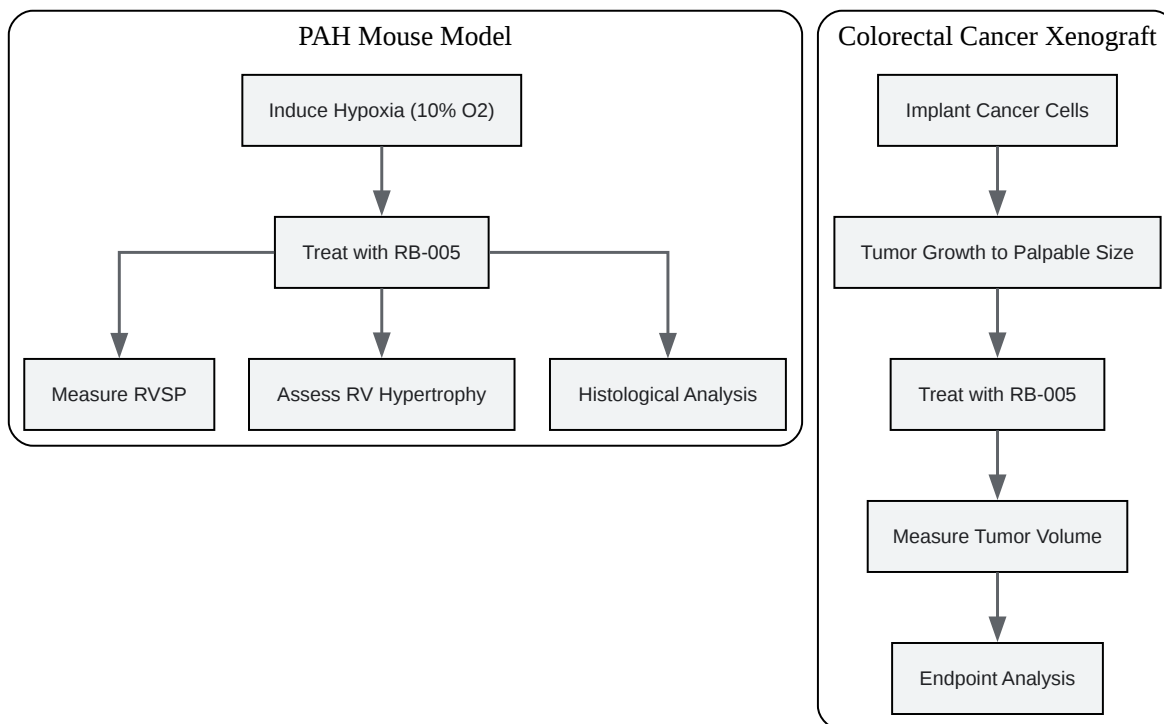 PAH Mouse Model
Induce Hypoxia (10% O2)
Treat with RB-005
Measure RVSP
Assess RV Hypertrophy
Histological Analysis
Colorectal Cancer Xenograft
Implant Cancer Cells
Tumor Growth to Palpable Size
Treat with RB-005
Measure Tumor Volume
Endpoint Analysis